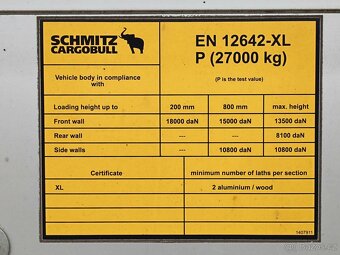 SCHMITZ
CARGOBULL
EN 12642-XL
P (27000 kg)
Vehicle body in compliance
with
(P is the test value)
Loading height up to 200 mm 800 mm max. height
Front wall 18000 daN 15000 daN 13500 daN
Rear wall --- --- 8100 daN
Side walls --- 10800 daN 10800 daN
Certificate minimum number of laths per section
XL 2 aluminium / wood
1407911